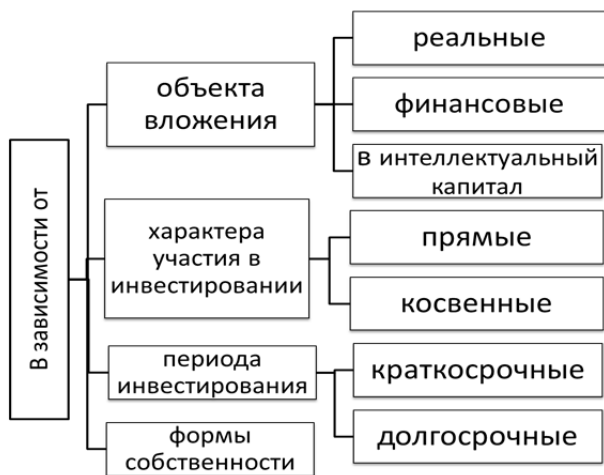 В зависимости от
объекта
вложения
реальные
финансовые
в интеллектуальный
капитал
характера
участия в
инвестировании
прямые
косвенные
периода
инвестирования
краткосрочные
долгосрочные
формы
собственности